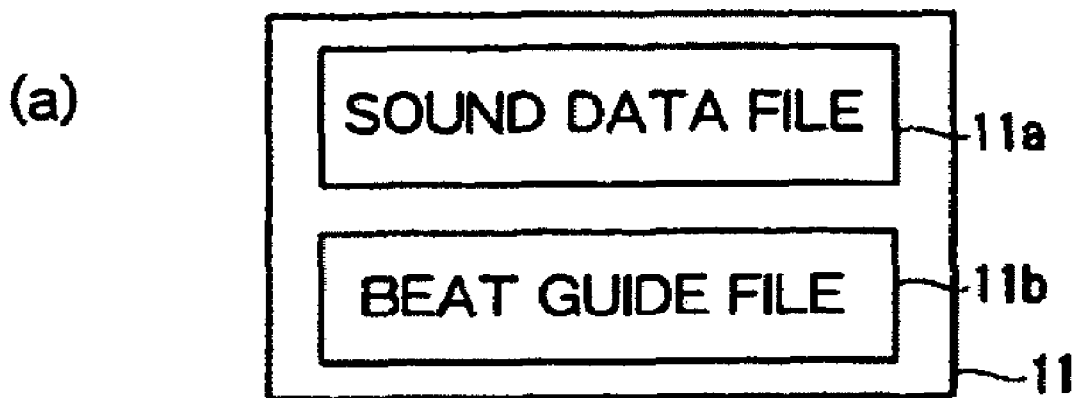 (a)
SOUND DATA FILE
11a
BEAT GUIDE FILE
11b
11